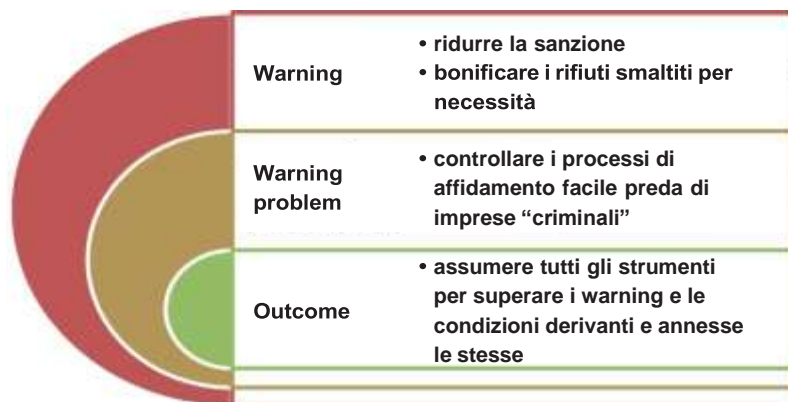 Warning
• ridurre la sanzione
• bonificare i rifiuti smaltiti per
necessità
Warning
problem
• controllare i processi di
affidamento facile preda di
imprese “criminali”
Outcome
• assumere tutti gli strumenti
per superare i warning e le
condizioni derivanti e annesse
le stesse